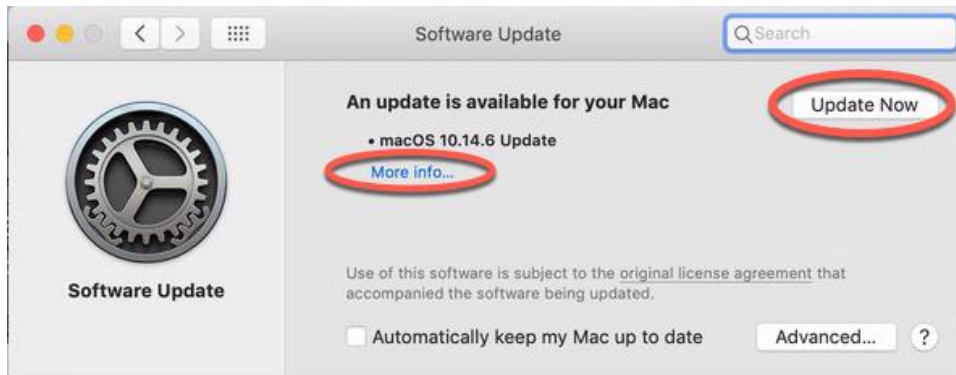 Software Update
Search
An update is available for your Mac
Update Now
• macOS 10.14.6 Update
More info...
Software Update
Use of this software is subject to the original license agreement that
accompanied the software being updated.
Automatically keep my Mac up to date
Advanced...
?